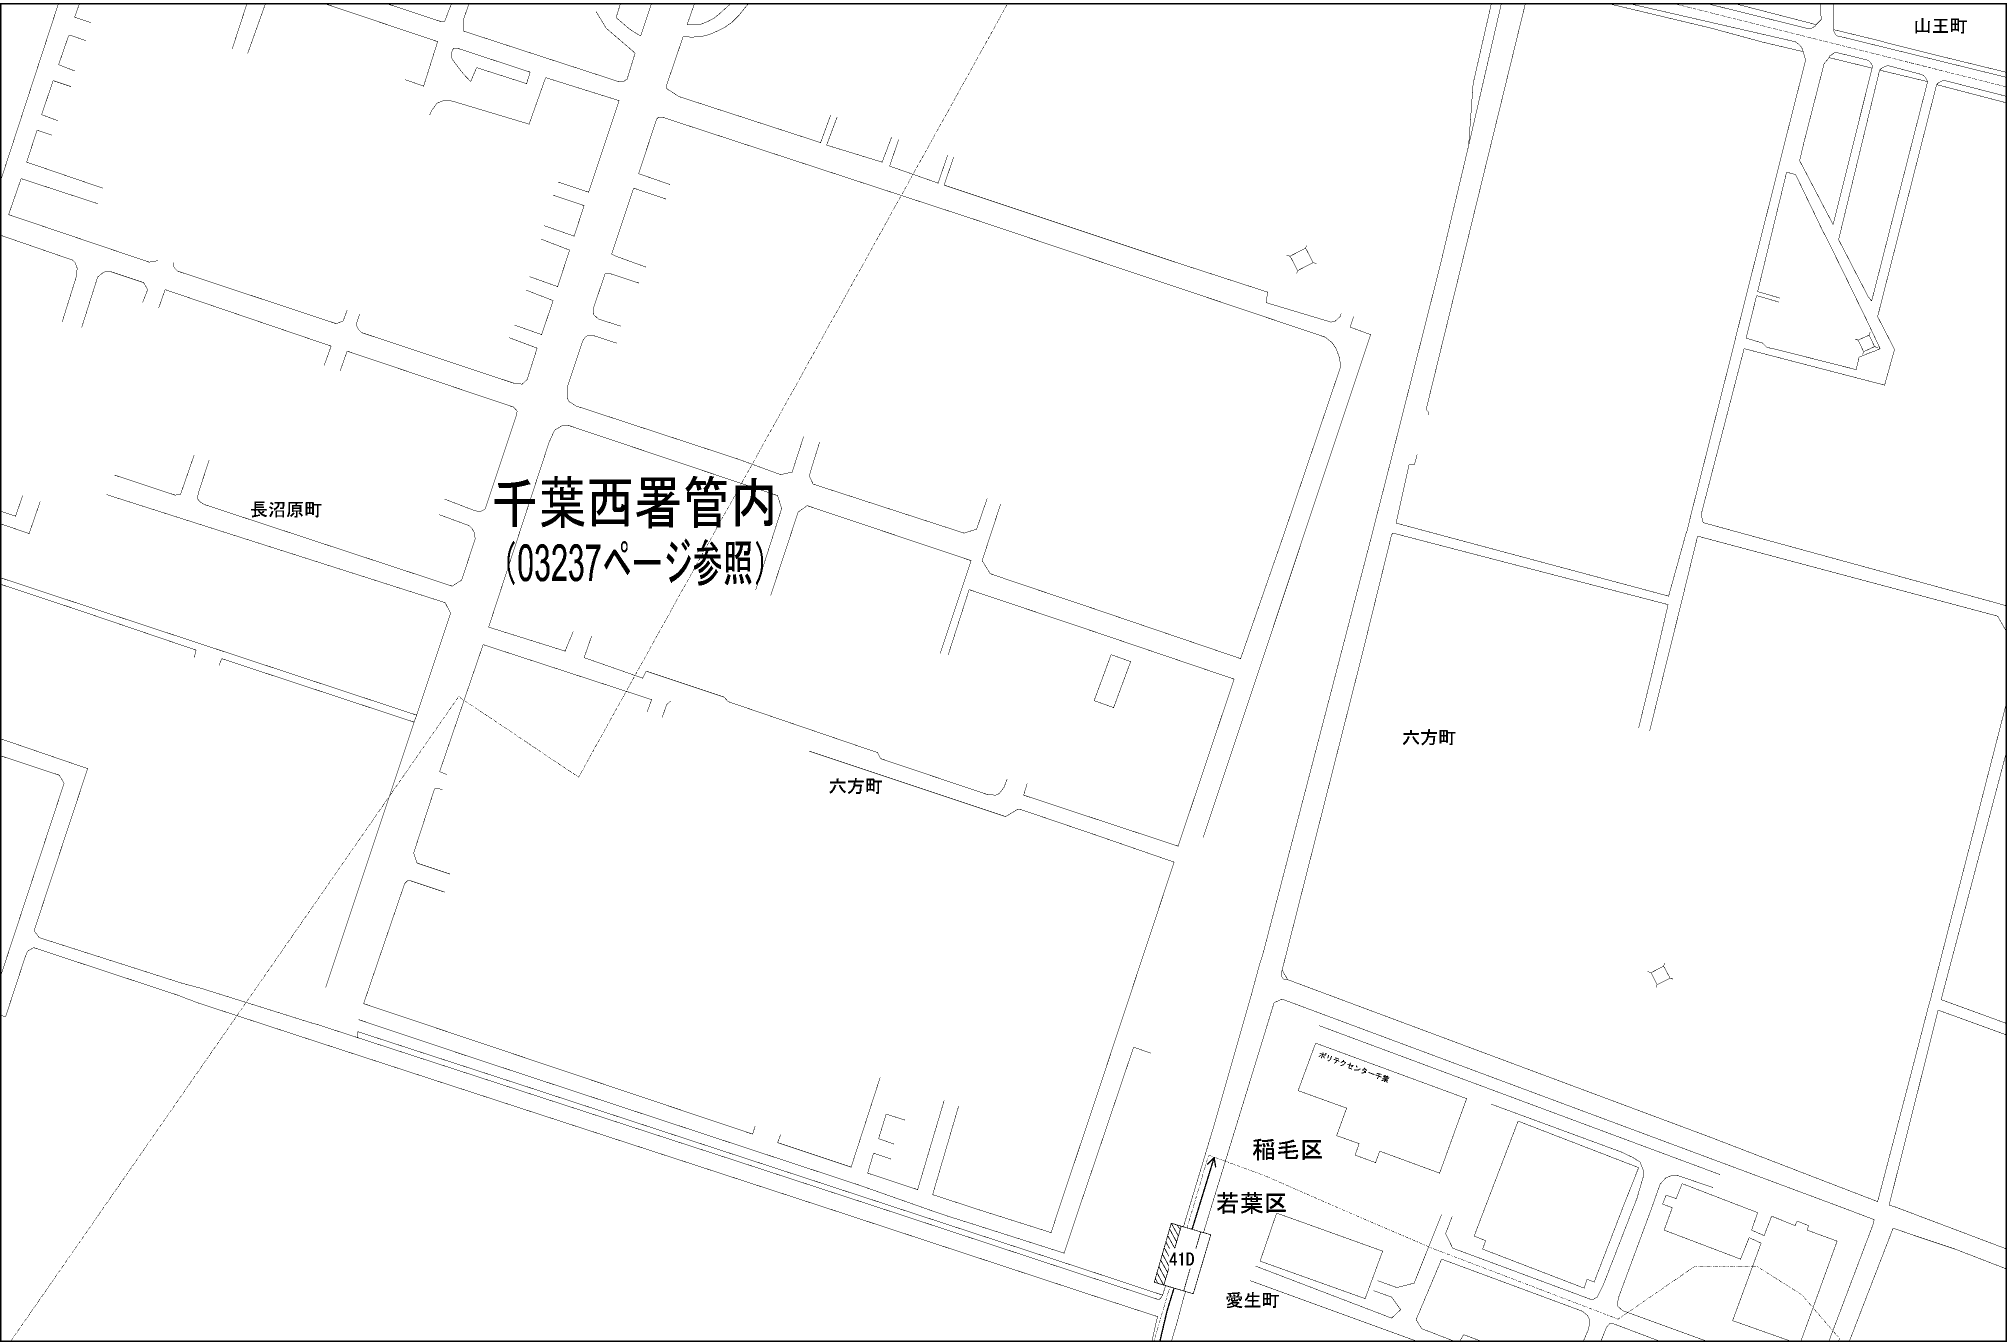 山王町
千葉西署管内
（03237ページ参照）
長沼原町
六方町
六方町
ポリテクセンター千葉
稲毛区
若葉区
41D
愛生町